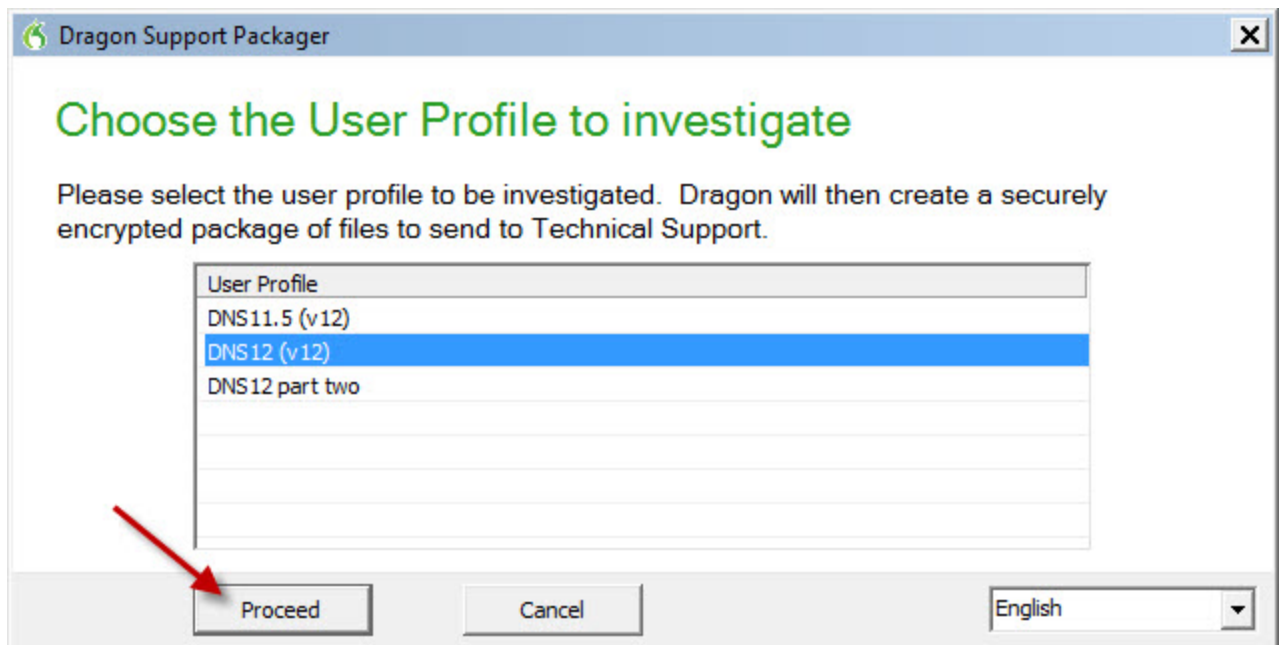 Dragon Support Packager
Choose the User Profile to investigate
Please select the user profile to be investigated.  Dragon will then create a securely
encrypted package of files to send to Technical Support.
User Profile
DNS11.5 (v12)
DNS12 (v12)
DNS12 part two
Proceed
Cancel
English